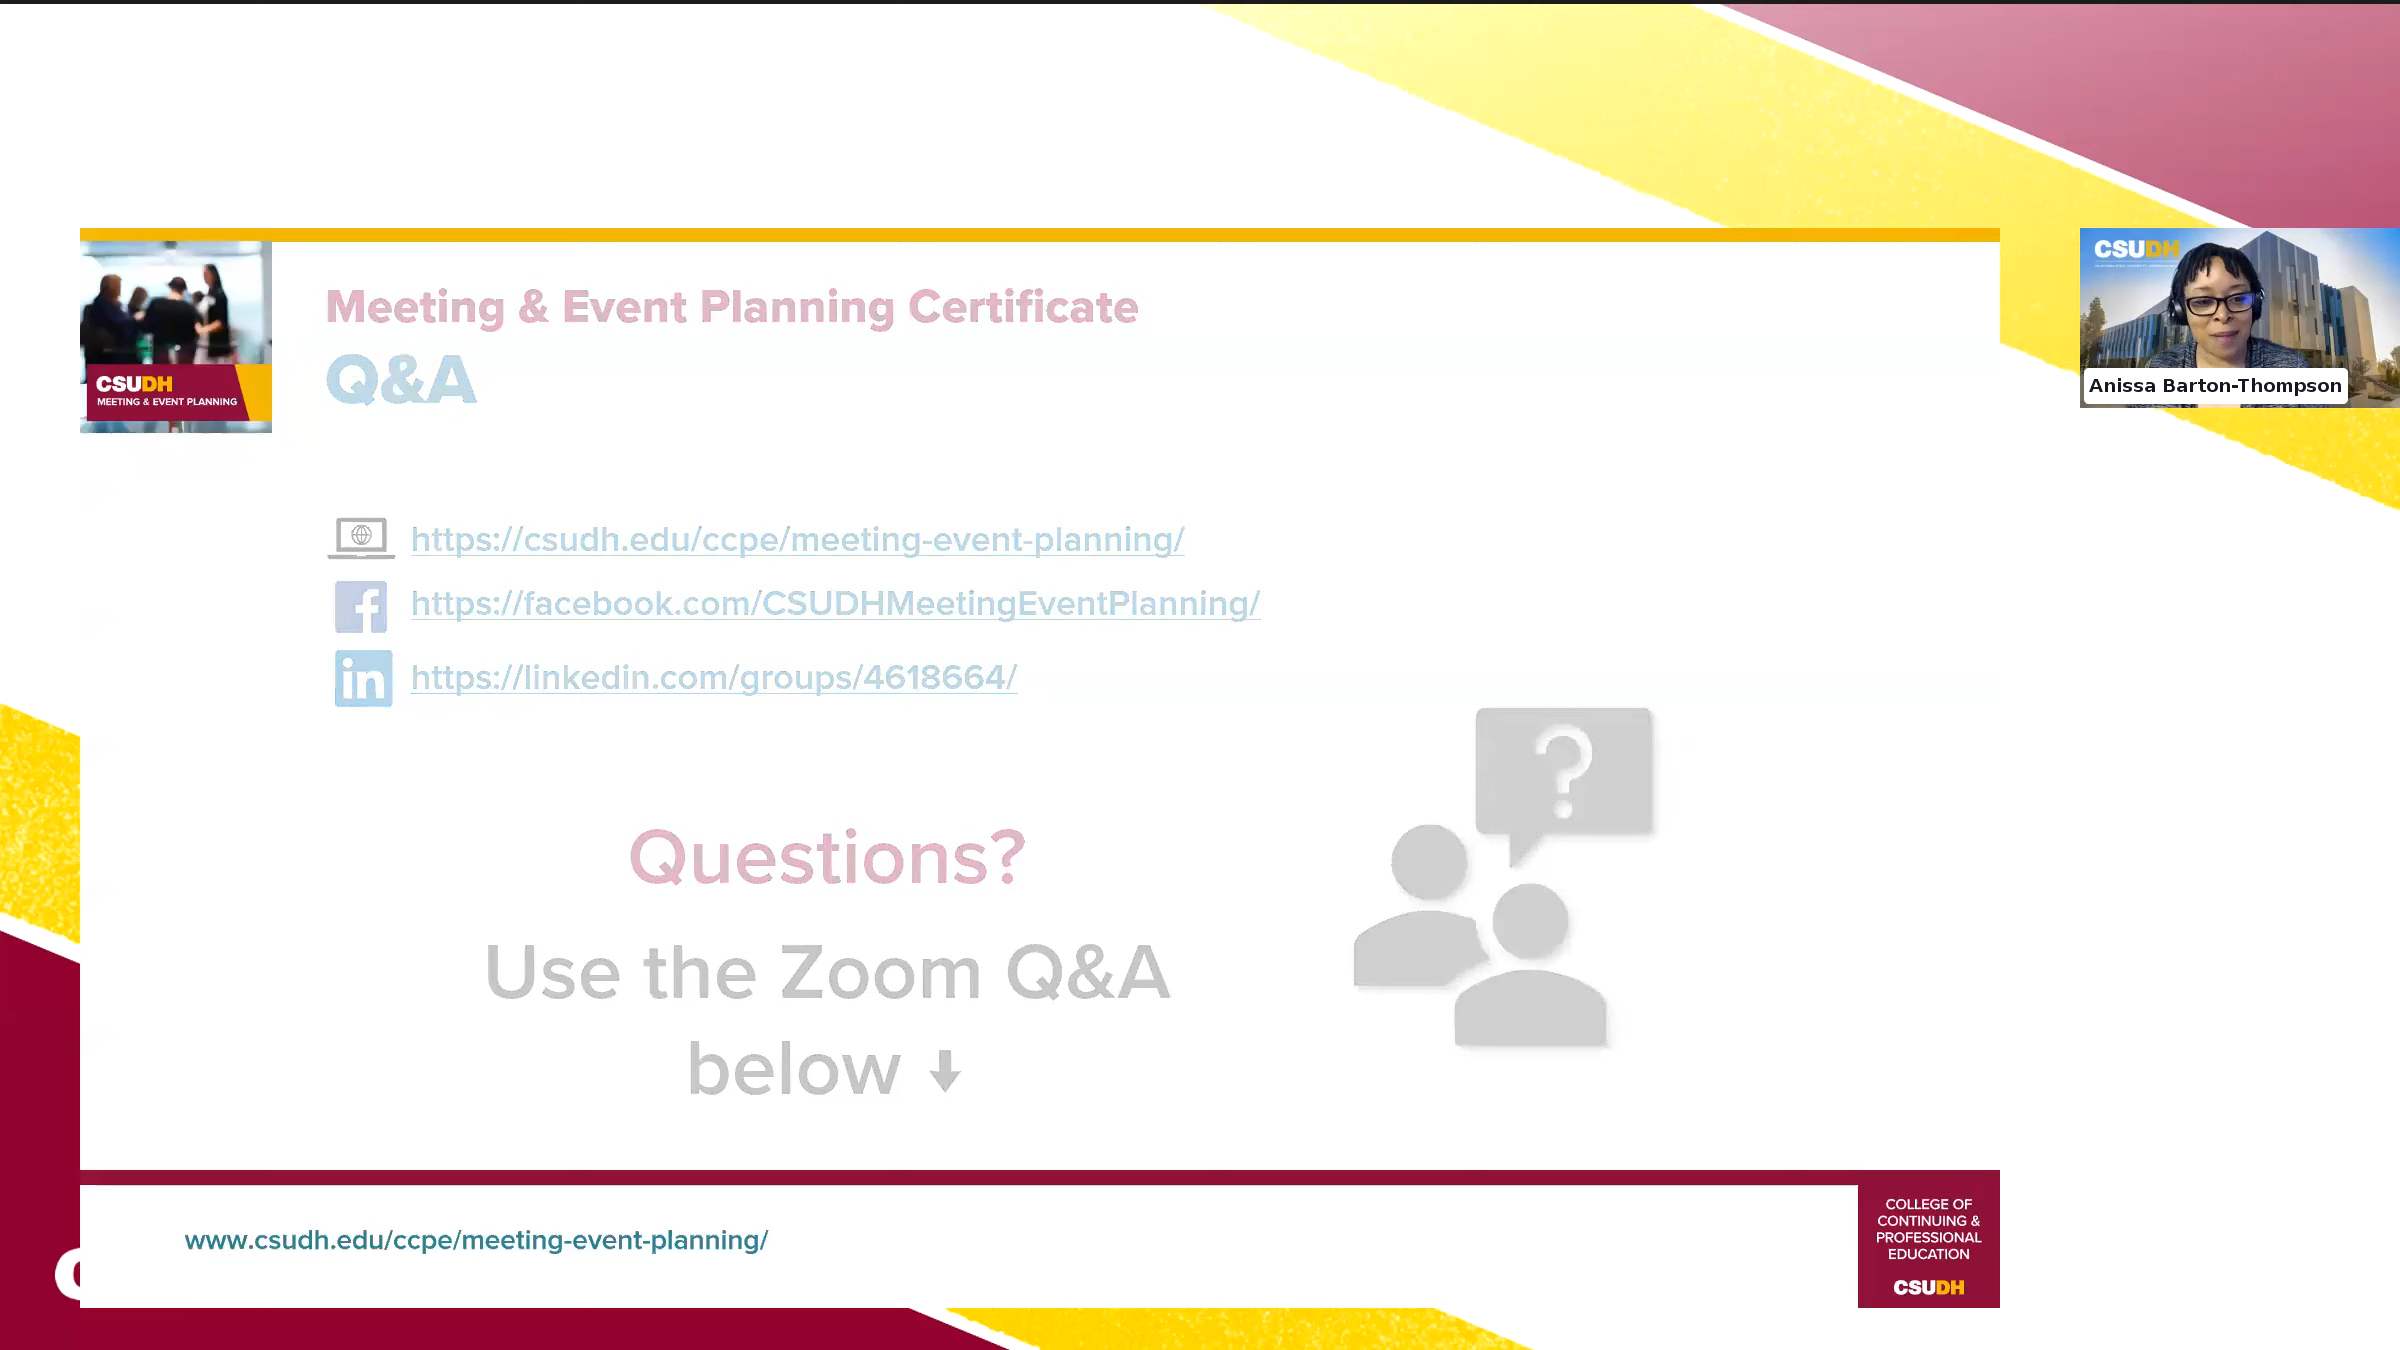 CSUDH
MEETING & EVENT PLANNING
Meeting & Event Planning Certificate
Q&A
https://csudh.edu/ccpe/meeting-event-planning/
https://facebook.com/CSUDHMeetingEventPlanning/
https://linkedin.com/groups/4618664/
Questions?
?
Use the Zoom Q&A
below
www.csudh.edu/ccpe/meeting-event-planning/
COLLEGE OF
CONTINUING &
PROFESSIONAL
EDUCATION
CSUDH
CSUDH
Anissa Barton-Thompson